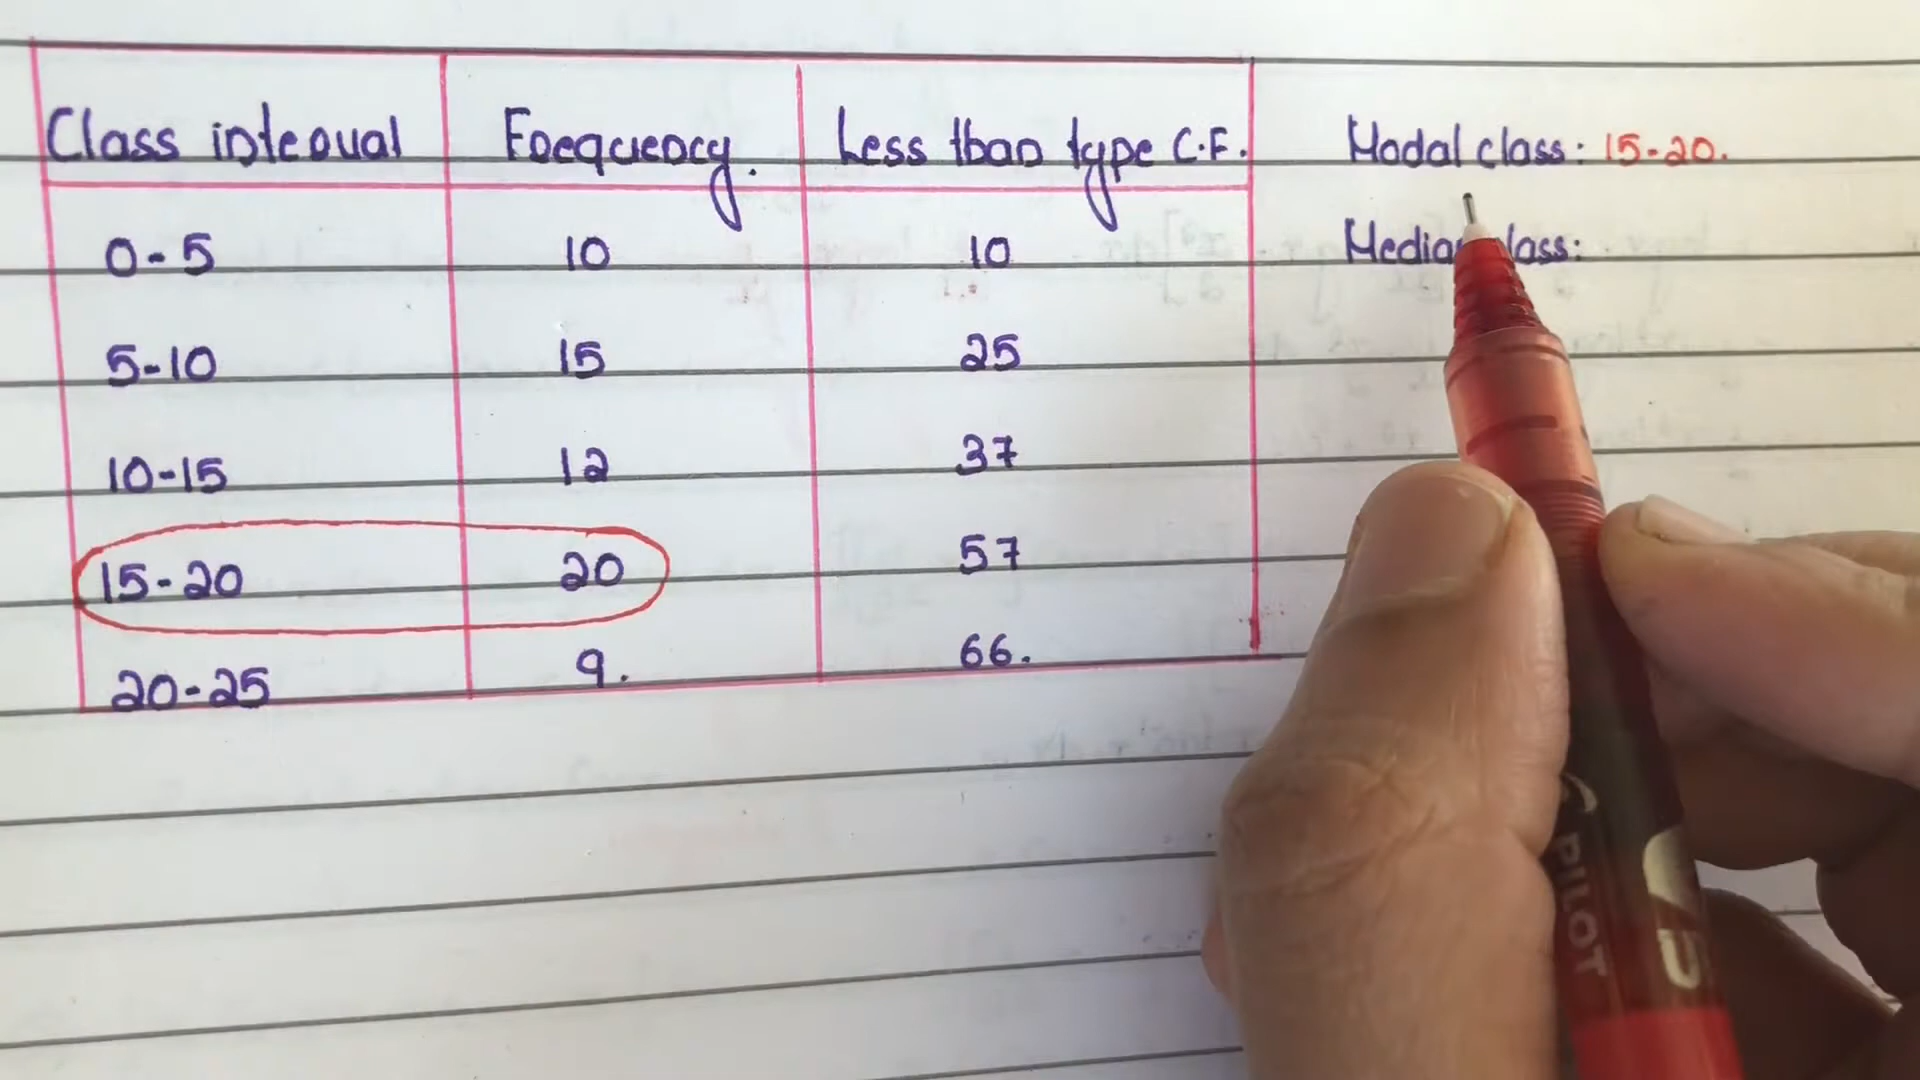 Class interval Frequency. Less than type C.F. Modal class: 15-20.
0-5 10 10 Median class:
5-10 15 25
10-15 12 37
15-20 20 57
20-25 9. 66.
PILOT